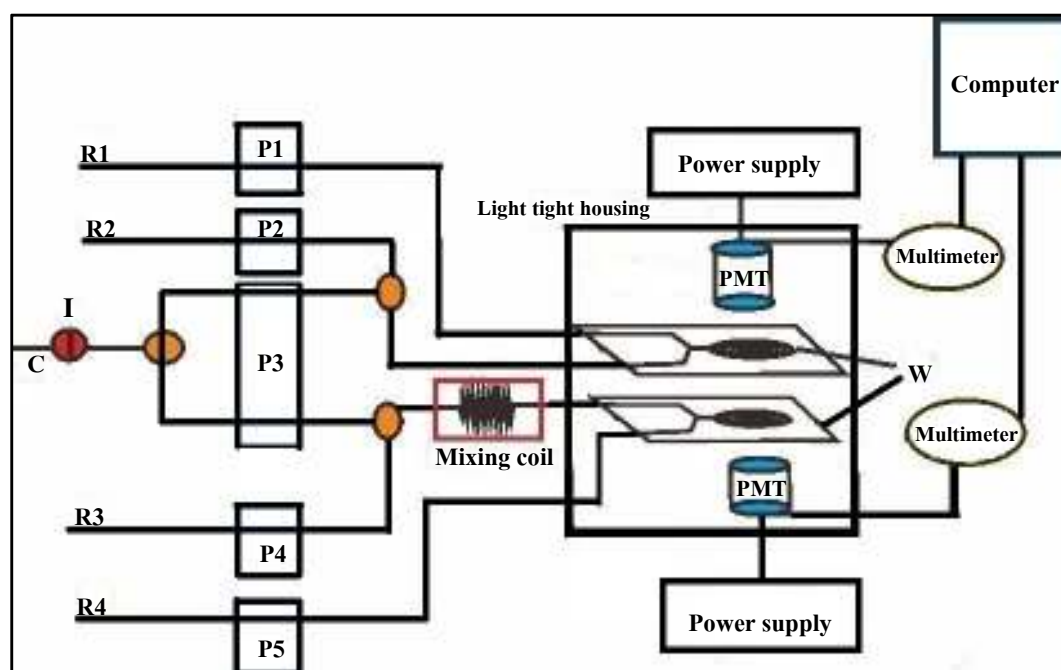 Computer
R1
P1
Power supply
R2
P2
Light tight housing
Multimeter
PMT
I
C
P3
W
Mixing coil
Multimeter
PMT
R3
P4
R4
P5
Power supply